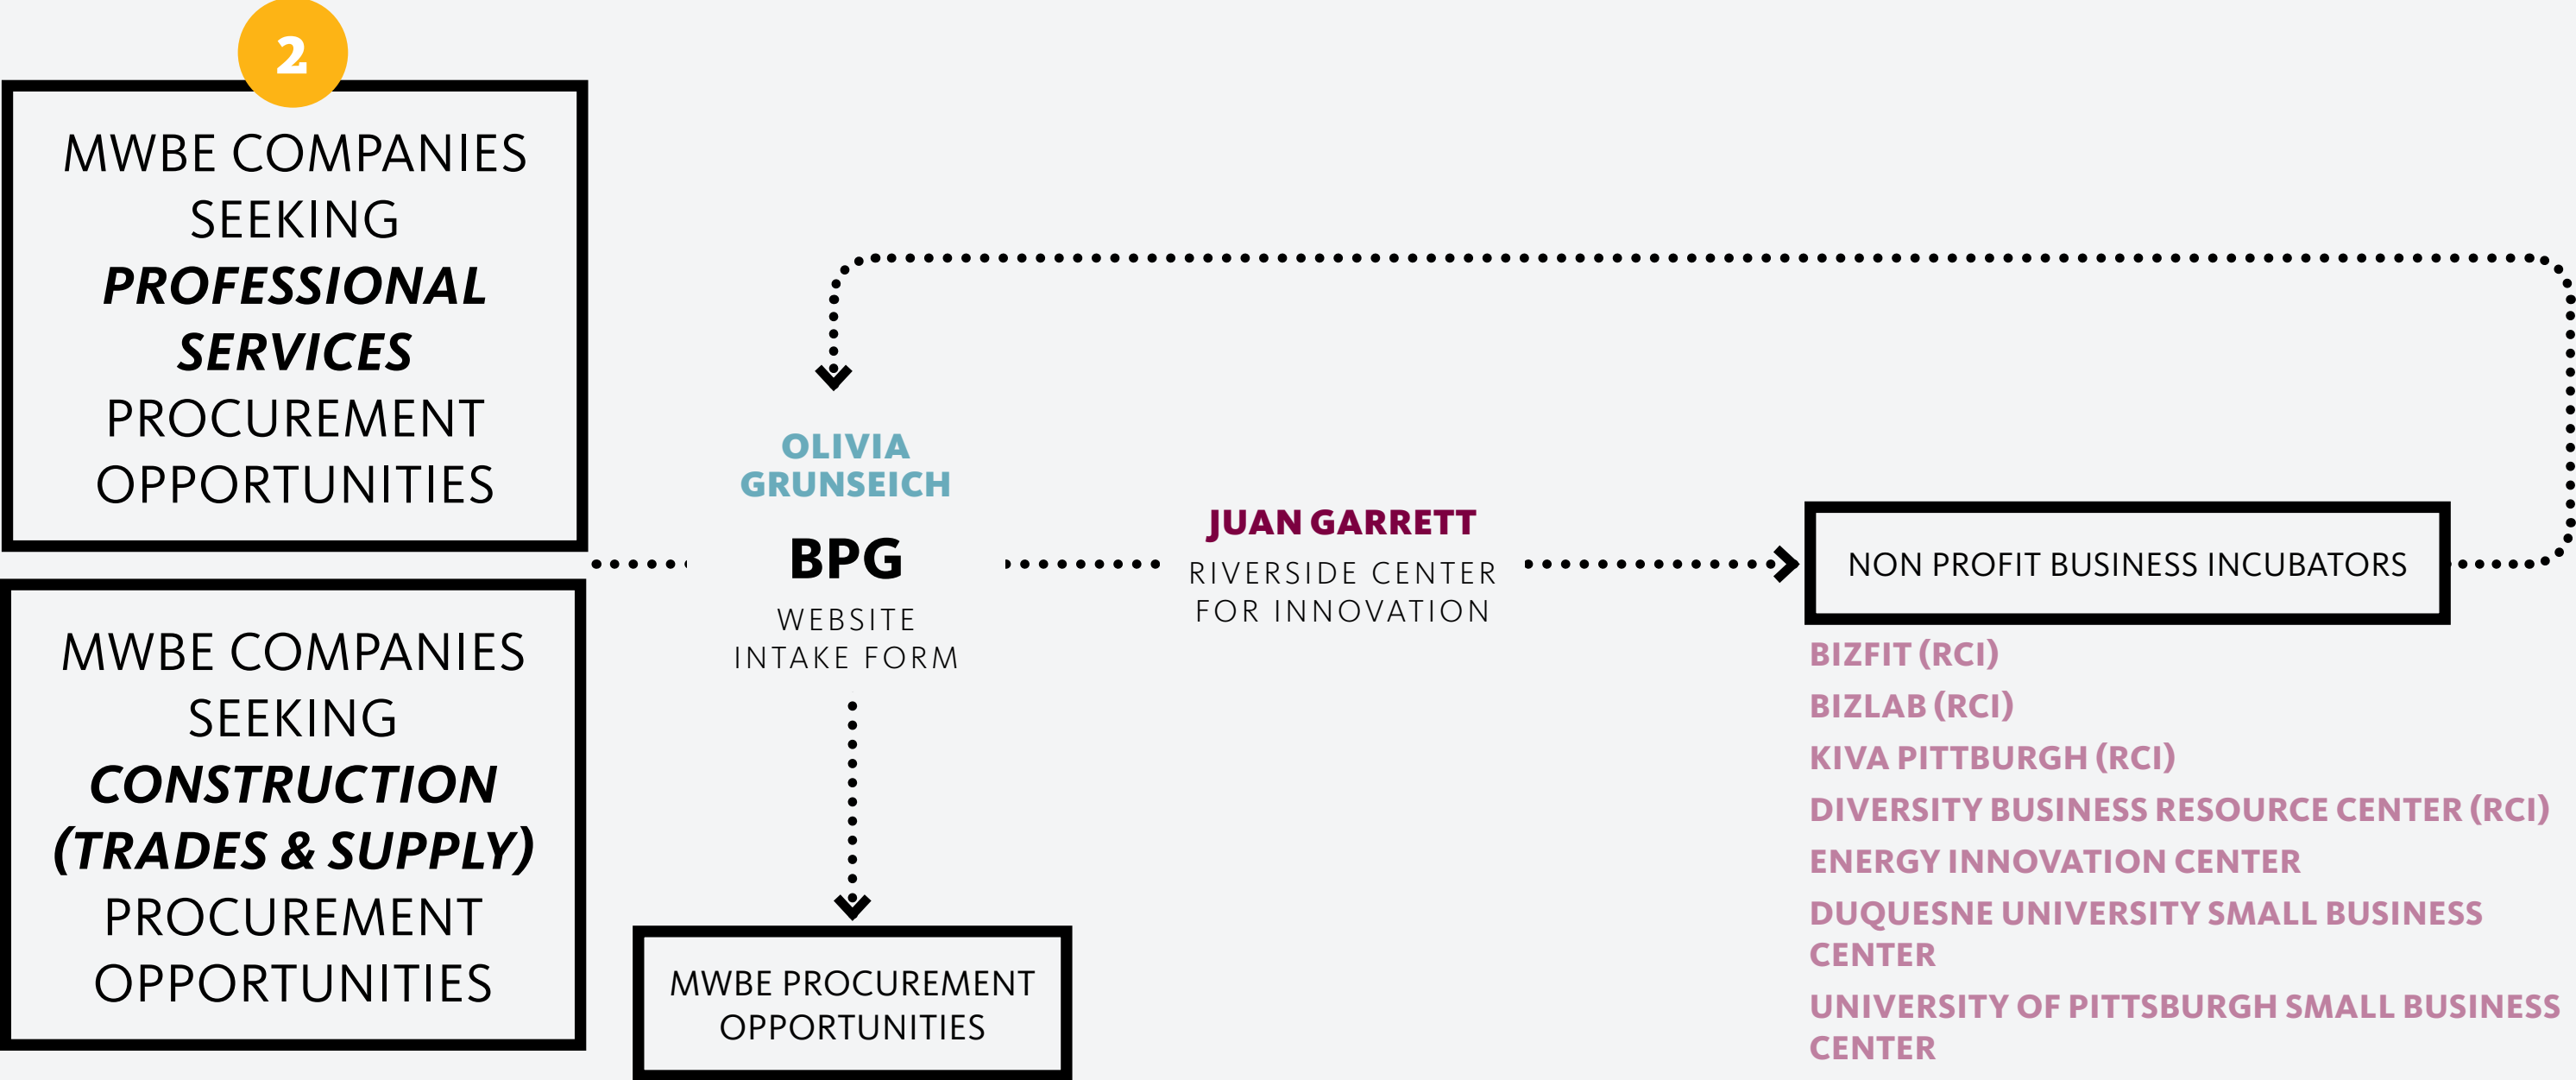 2
MWBE COMPANIES
SEEKING
PROFESSIONAL
SERVICES
PROCUREMENT
OPPORTUNITIES
MWBE COMPANIES
SEEKING
CONSTRUCTION
(TRADES & SUPPLY)
PROCUREMENT
OPPORTUNITIES
OLIVIA
GRUNSEICH
BPG
WEBSITE
INTAKE FORM
MWBE PROCUREMENT
OPPORTUNITIES
JUAN GARRETT
RIVERSIDE CENTER
FOR INNOVATION
NON PROFIT BUSINESS INCUBATORS
BIZFIT (RCI)
BIZLAB (RCI)
KIVA PITTBURGH (RCI)
DIVERSITY BUSINESS RESOURCE CENTER (RCI)
ENERGY INNOVATION CENTER
DUQUESNE UNIVERSITY SMALL BUSINESS
CENTER
UNIVERSITY OF PITTSBURGH SMALL BUSINESS
CENTER